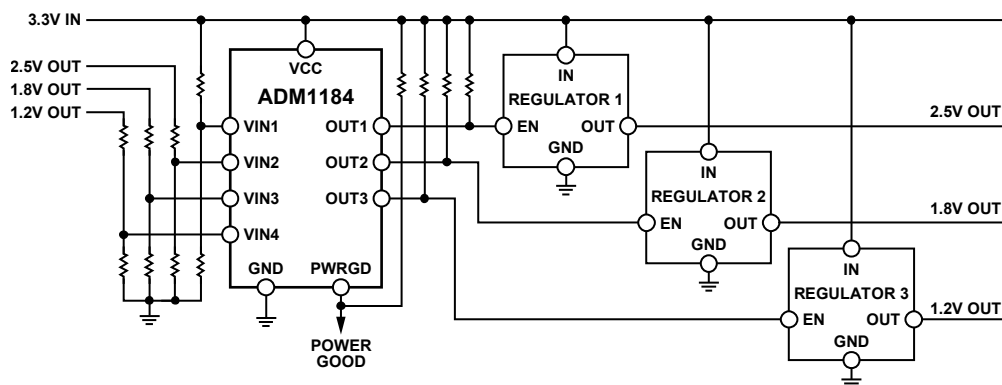 3.3V IN
2.5V OUT
1.8V OUT
1.2V OUT
VCC
ADM1184
VIN1
VIN2
VIN3
VIN4
OUT1
OUT2
OUT3
GND
PWRGD
POWER
GOOD
IN
REGULATOR 1
EN
OUT
GND
2.5V OUT
IN
REGULATOR 2
EN
OUT
GND
1.8V OUT
IN
REGULATOR 3
EN
OUT
GND
1.2V OUT